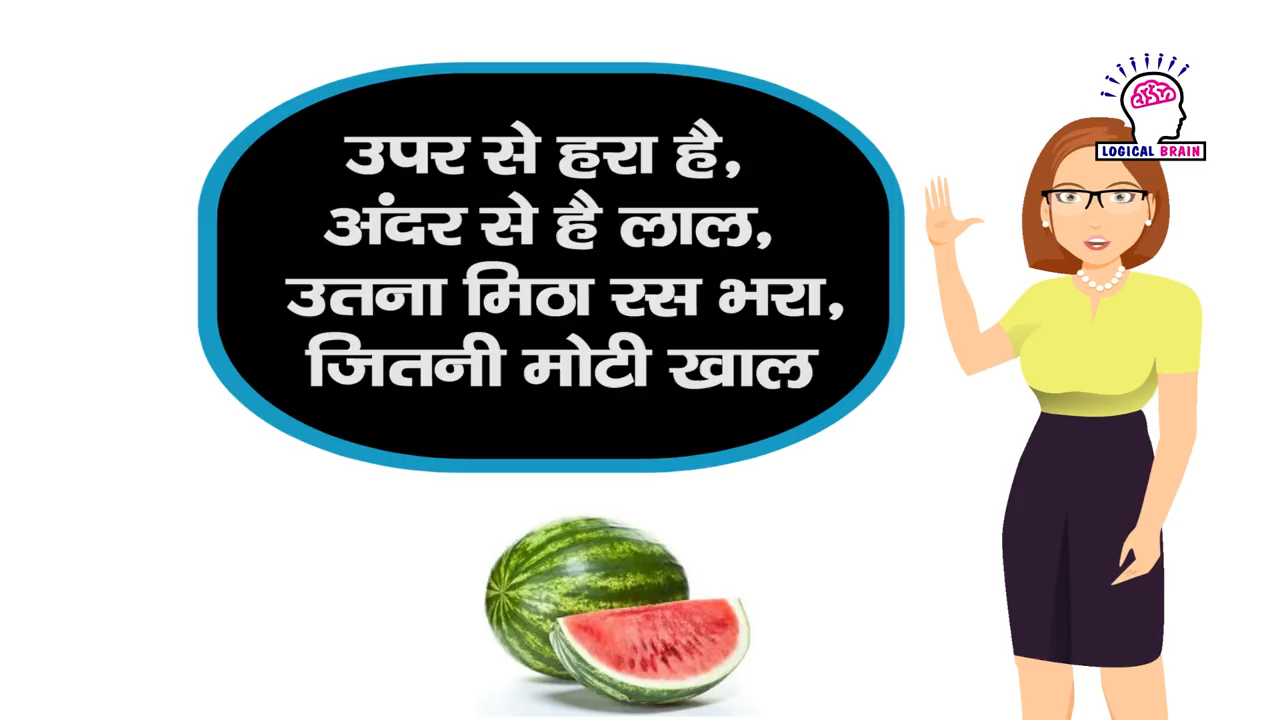 उपर से हरा है,
अंदर से है लाल,
उतना मिठा रस भरा,
जितनी मोटी खाल
LOGICAL BRAIN